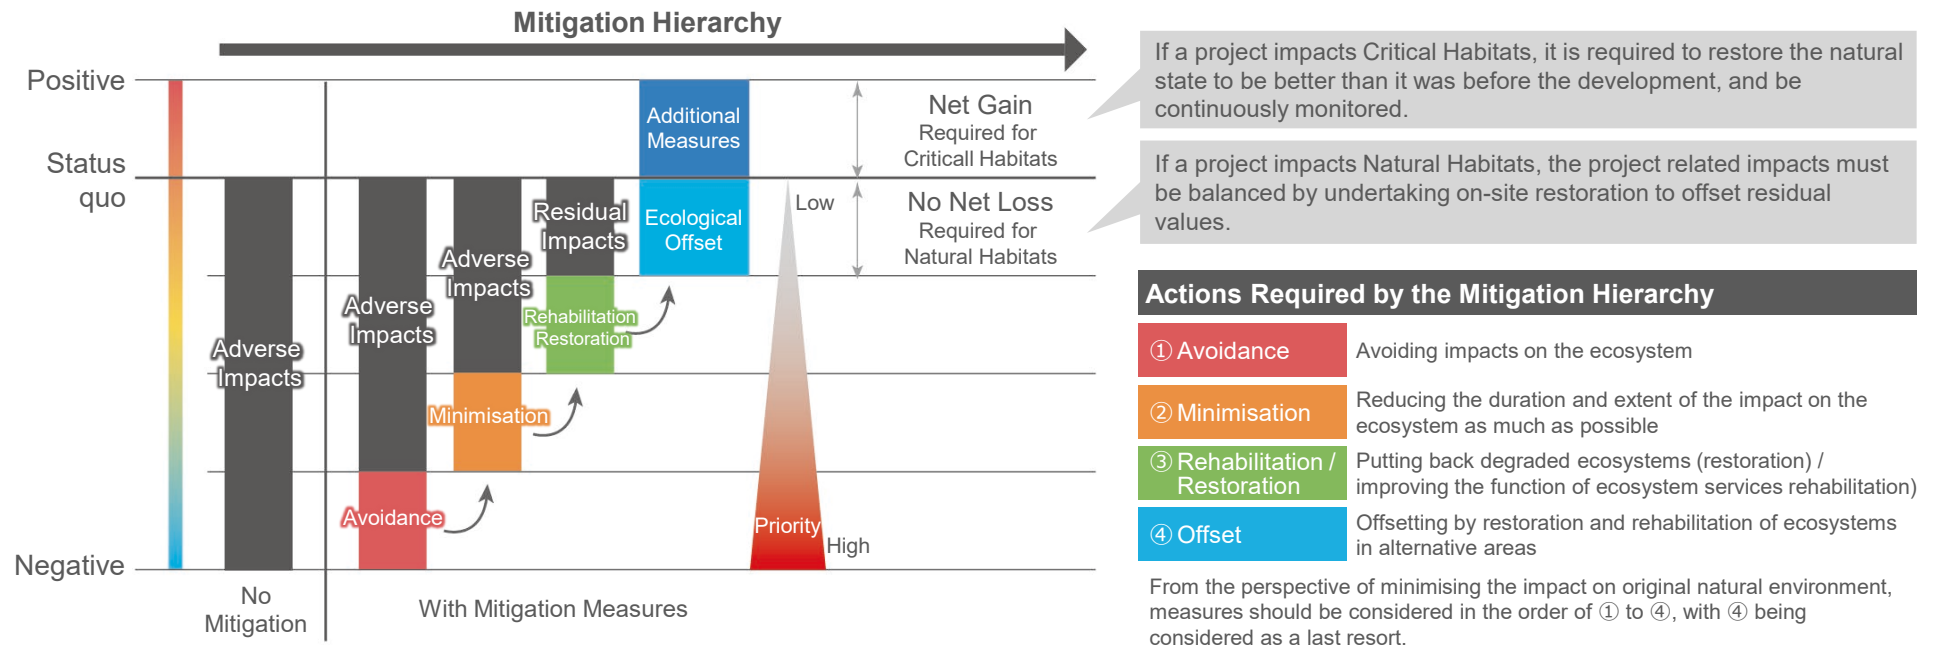 Mitigation Hierarchy
Positive
Status
quo
Negative
Adverse
Impacts
No
Mitigation
Adverse
Impacts
Avoidance
Adverse
Impacts
Minimisation
Residual
Impacts
Rehabilitation
Restoration
Additional
Measures
Ecological
Offset
With Mitigation Measures
Low
Priority
High
Net Gain
Required for
Criticall Habitats
No Net Loss
Required for
Natural Habitats
If a project impacts Critical Habitats, it is required to restore the natural
state to be better than it was before the development, and be
continuously monitored.
If a project impacts Natural Habitats, the project related impacts must
be balanced by undertaking on-site restoration to offset residual
values.
Actions Required by the Mitigation Hierarchy
① Avoidance
Avoiding impacts on the ecosystem
② Minimisation
Reducing the duration and extent of the impact on the
ecosystem as much as possible
③ Rehabilitation /
Restoration
Putting back degraded ecosystems (restoration) /
improving the function of ecosystem services rehabilitation)
④ Offset
Offsetting by restoration and rehabilitation of ecosystems
in alternative areas
From the perspective of minimising the impact on original natural environment,
measures should be considered in the order of ① to ④, with ④ being
considered as a last resort.